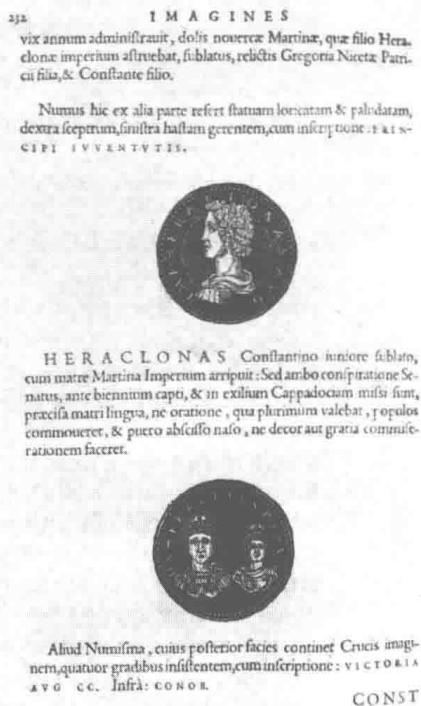 232 IMAGINES
vix annum adminiſtrauit, dolis nouercæ Martinæ, quæ filio Hera-
clonæ imperium aſtruebat, ſublatus, relictis Gregoria Nicetæ Patri-
cii filia, & Conſtante filio.
Numus hic ex alia parte refert ſtatuam loricatam & paludatam,
dextra ſceptrum, ſiniſtra haſtam gerentem, cum inſcriptione: PRIN-
CIPI IVVENTVTIS.
HERACLONAS Conſtantino iuniore ſublato,
cum matre Martina Imperium arripuit: Sed ambo conſpiratione Se-
natus, ante biennium capti, & in exilium Cappadociam miſſi ſunt,
præciſa matri lingua, ne oratione, qua plurimum valebat, populos
commoueret, & puero abſciſſo naſo, ne decor aut gratia commiſe-
rationem faceret.
Aliud Numiſma, cuius poſterior facies continet Crucis imagi-
nem, quatuor gradibus inſiſtentem, cum inſcriptione: VICTORIA
AVG CC. Infrà: CONOB.
CONST